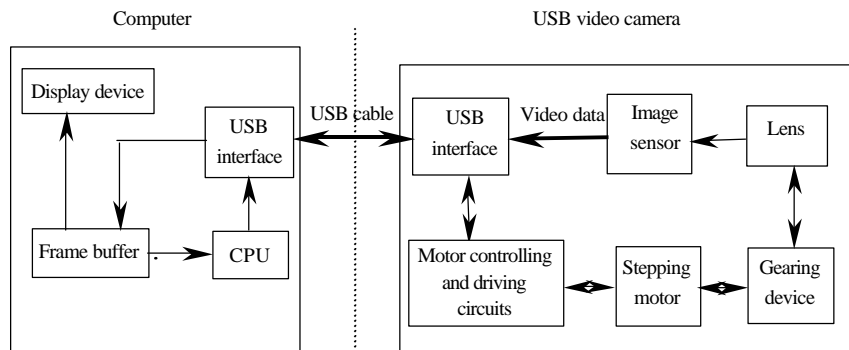 Computer
USB video camera
Display device
USB
interface
Frame buffer
CPU
USB cable
USB
interface
Video data
Image
sensor
Lens
Motor controlling
and driving
circuits
Stepping
motor
Gearing
device